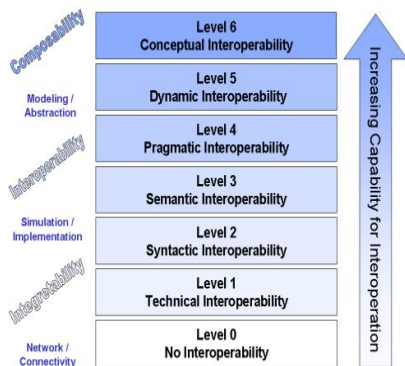 Composability
Modeling /
Abstraction
Interoperability
Simulation /
Implementation
Integretability
Network /
Connectivity
Level 6
Conceptual Interoperability
Level 5
Dynamic Interoperability
Level 4
Pragmatic Interoperability
Level 3
Semantic Interoperability
Level 2
Syntactic Interoperability
Level 1
Technical Interoperability
Level 0
No Interoperability
Increasing Capability for Interoperation